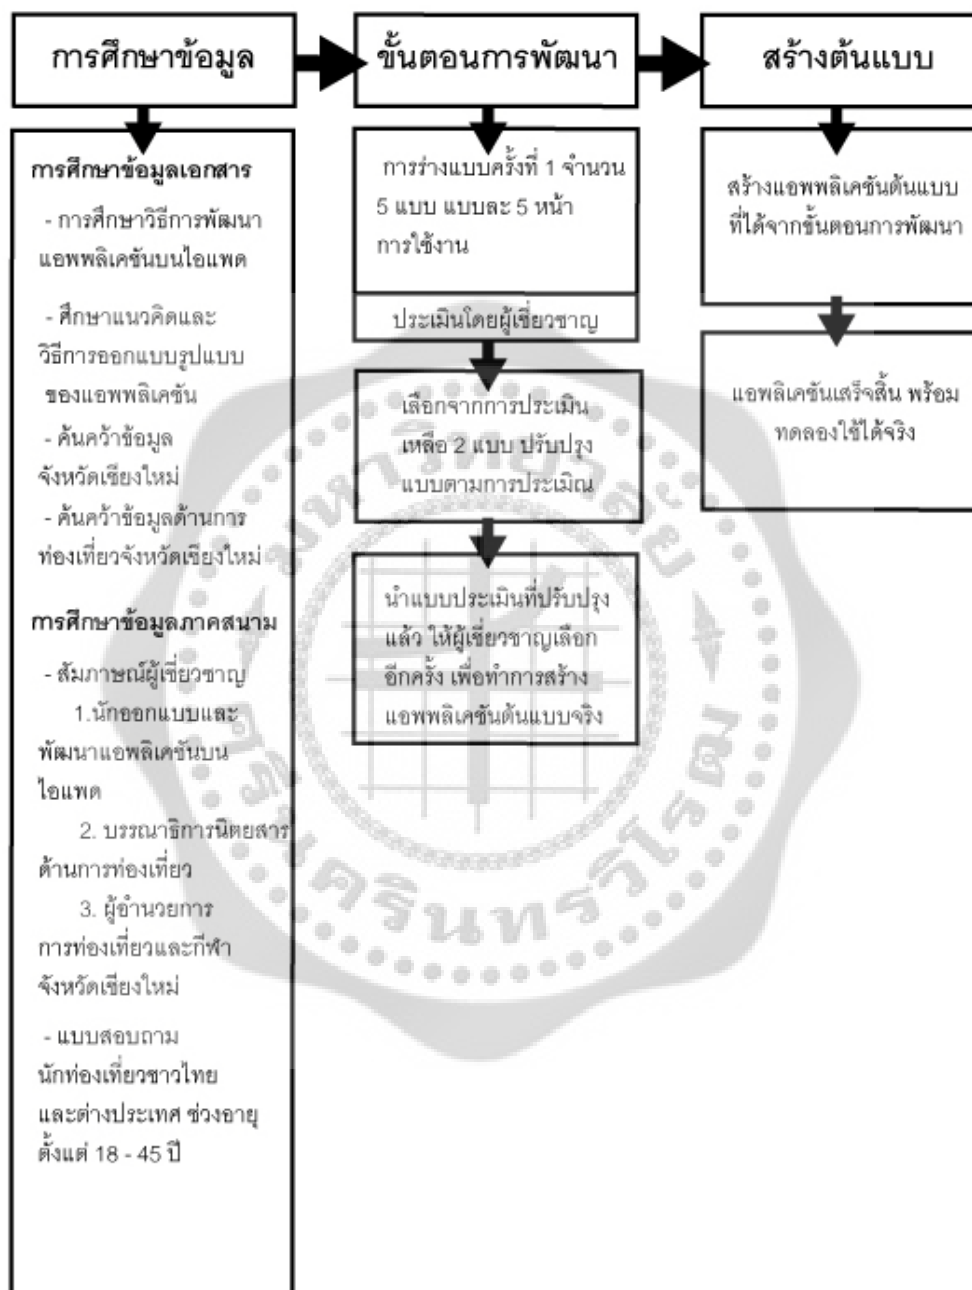 การศึกษาข้อมูล
ขั้นตอนการพัฒนา
สร้างต้นแบบ
การศึกษาข้อมูลเอกสาร
- การศึกษาวิธีการพัฒนา
แอพพลิเคชันบนไอแพด
- ศึกษาแนวคิดและ
วิธีการออกแบบรูปแบบ
ของแอพพลิเคชัน
- ค้นคว้าข้อมูล
จังหวัดเชียงใหม่
- ค้นคว้าข้อมูลด้านการ
ท่องเที่ยวจังหวัดเชียงใหม่
การศึกษาข้อมูลภาคสนาม
- สัมภาษณ์ผู้เชี่ยวชาญ
1.นักออกแบบและ
พัฒนาแอพลิเคชันบน
ไอแพด
2. บรรณาธิการนิตยสาร
ด้านการท่องเที่ยว
3. ผู้อำนวยการ
การท่องเที่ยวและกีฬา
จังหวัดเชียงใหม่
- แบบสอบถาม
นักท่องเที่ยวชาวไทย
และต่างประเทศ ช่วงอายุ
ตั้งแต่ 18 - 45 ปี
การร่างแบบครั้งที่ 1 จำนวน
5 แบบ แบบละ 5 หน้า
การใช้งาน
ประเมินโดยผู้เชี่ยวชาญ
เลือกจากการประเมิน
เหลือ 2 แบบ ปรับปรุง
แบบตามการประเมิณ
นำแบบประเมินที่ปรับปรุง
แล้ว ให้ผู้เชี่ยวชาญเลือก
อีกครั้ง เพื่อทำการสร้าง
แอพพลิเคชันต้นแบบจริง
สร้างแอพพลิเคชันต้นแบบ
ที่ได้จากขั้นตอนการพัฒนา
แอพลิเคชันเสร็จสิ้น พร้อม
ทดลองใช้ได้จริง
มหาวิทยาลัย
ศรีนครินทรวิโรฒ